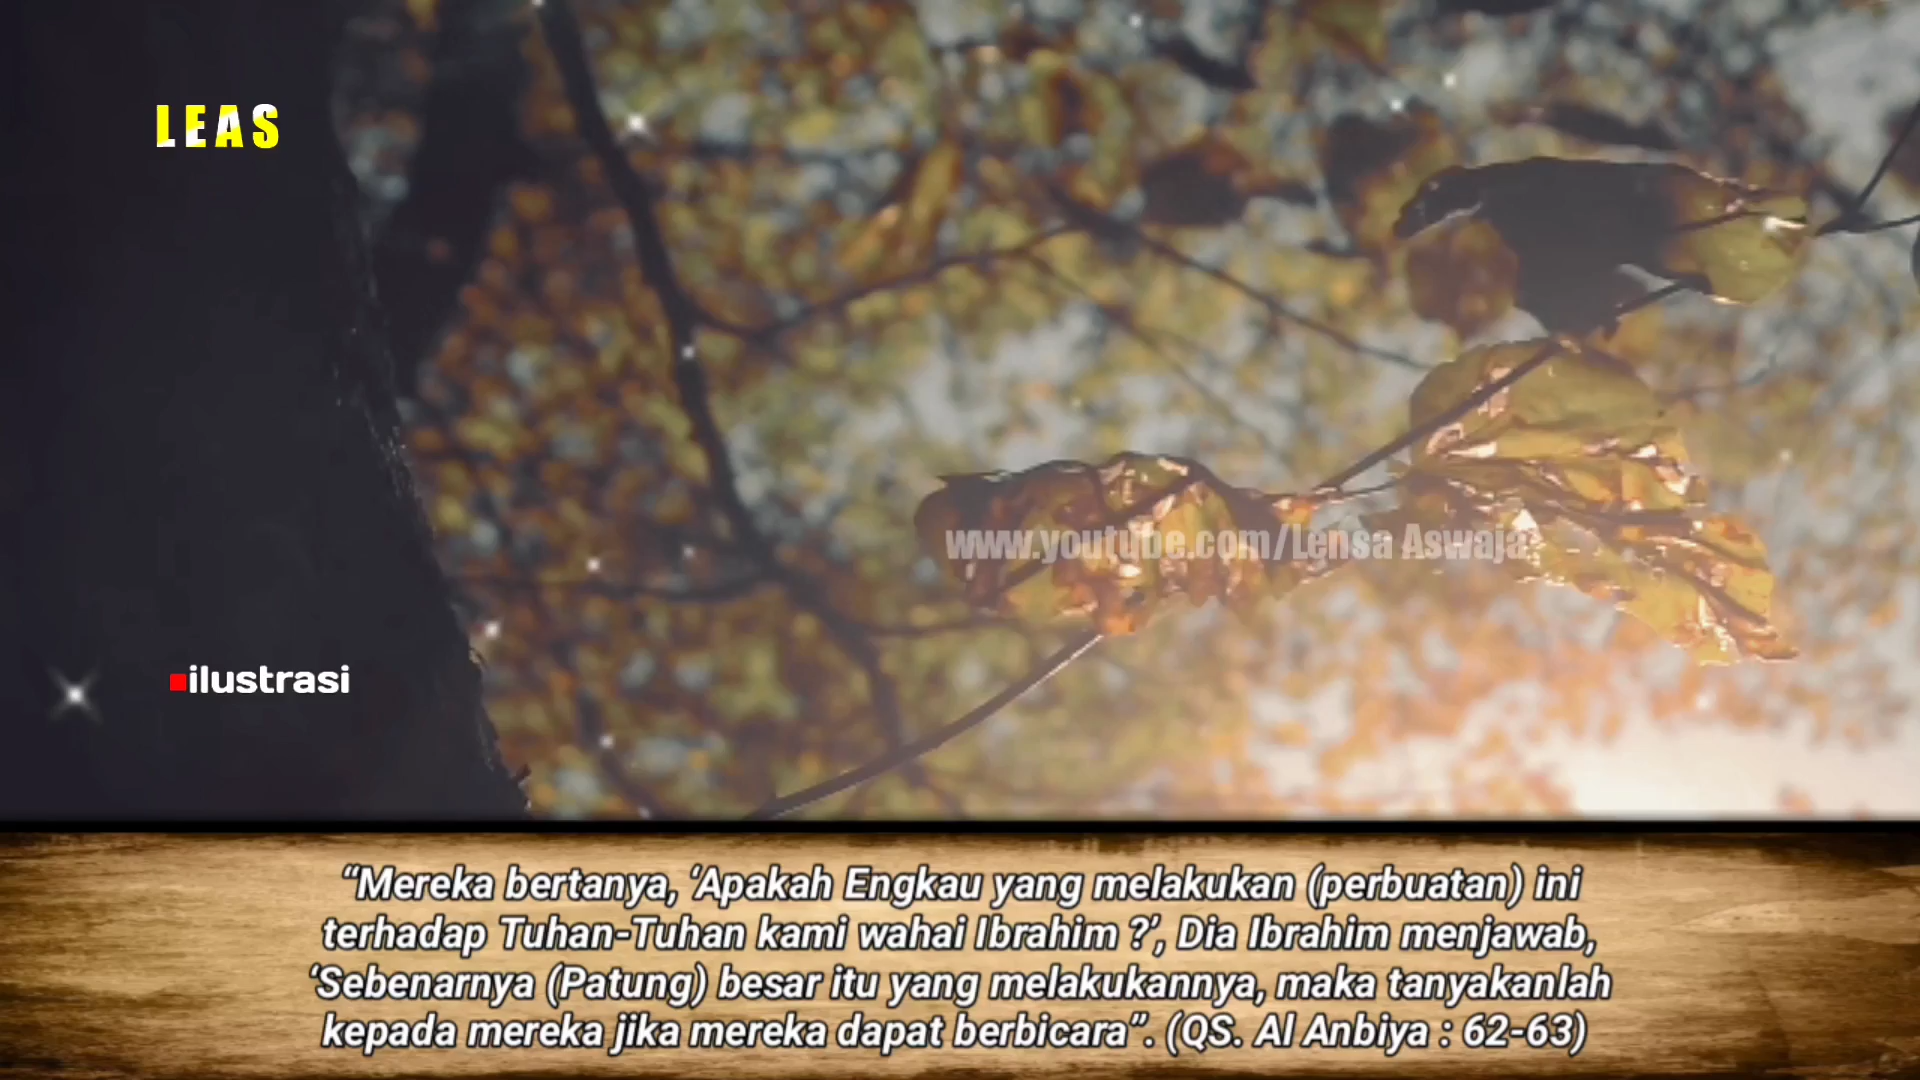 LEAS
www.youtube.com/Lensa Aswaja
ilustrasi
“Mereka bertanya, ‘Apakah Engkau yang melakukan (perbuatan) ini
terhadap Tuhan-Tuhan kami wahai Ibrahim ?’, Dia Ibrahim menjawab,
‘Sebenarnya (Patung) besar itu yang melakukannya, maka tanyakanlah
kepada mereka jika mereka dapat berbicara”. (QS. Al Anbiya : 62-63)